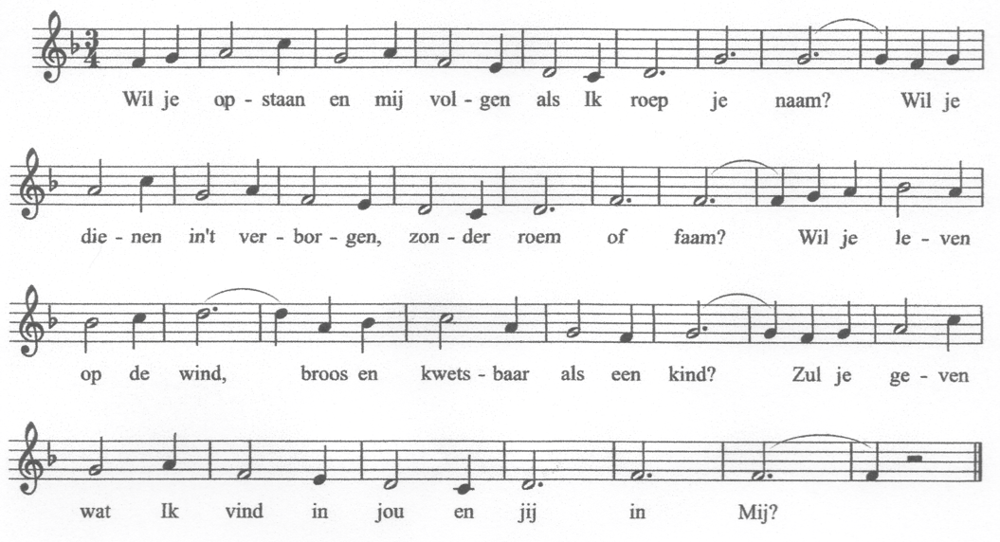 Wil je op - staan en mij vol - gen als Ik roep je naam? Wil je
die - nen in't ver - bor - gen, zon - der roem of faam? Wil je le - ven
op de wind, broos en kwets - baar als een kind? Zul je ge - ven
wat Ik vind in jou en jij in Mij?